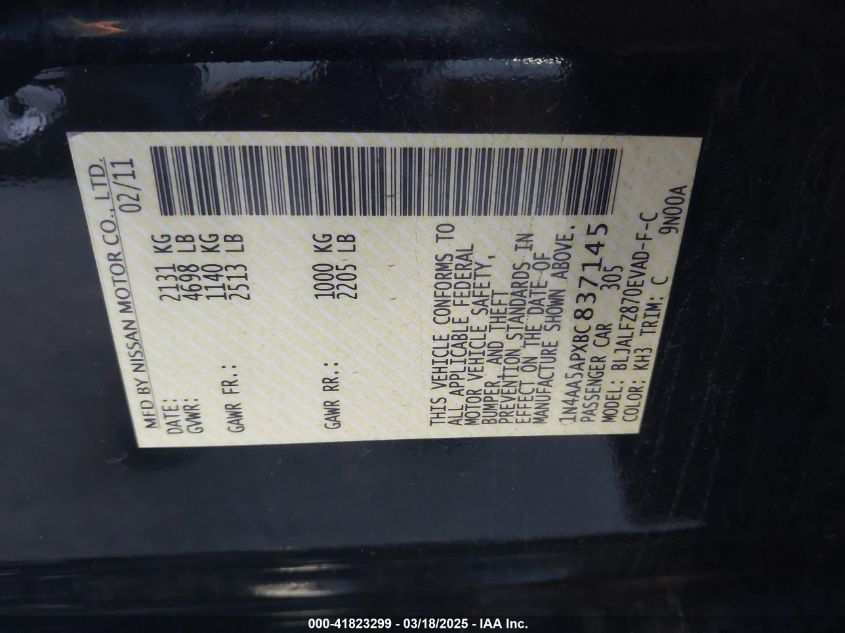 MFD BY NISSAN MOTOR CO., LTD.
DATE: 02/11
GVWR: 2131 KG
4698 LB
GAWR FR.: 1140 KG
2513 LB
GAWR RR.: 1000 KG
2205 LB
THIS VEHICLE CONFORMS TO
ALL APPLICABLE FEDERAL
MOTOR VEHICLE SAFETY,
BUMPER, AND THEFT
PREVENTION STANDARDS IN
EFFECT ON THE DATE OF
MANUFACTURE SHOWN ABOVE.
1N4AA5APXBC837145
PASSENGER CAR 305
MODEL: BLJALFZ870EVAD-F-C
COLOR: KH3 TRIM: C 9N00A
000-41823299 - 03/18/2025 - IAA Inc.